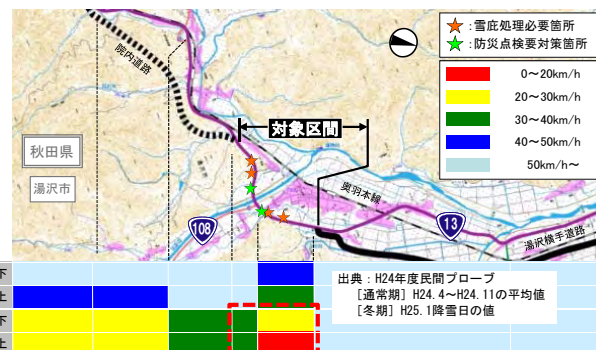 ★:雪庇処理必要箇所
★:防災点検要対策箇所
院内道路
0～20km/h
20～30km/h
30～40km/h
40～50km/h
50km/h～
対象区間
秋田県
湯沢市
奥羽本線
108
13
湯沢横手道路
下
上
下
上
出典：H24年度民間プローブ
[通常期] H24.4～H24.11の平均値
[冬期] H25.1降雪日の値